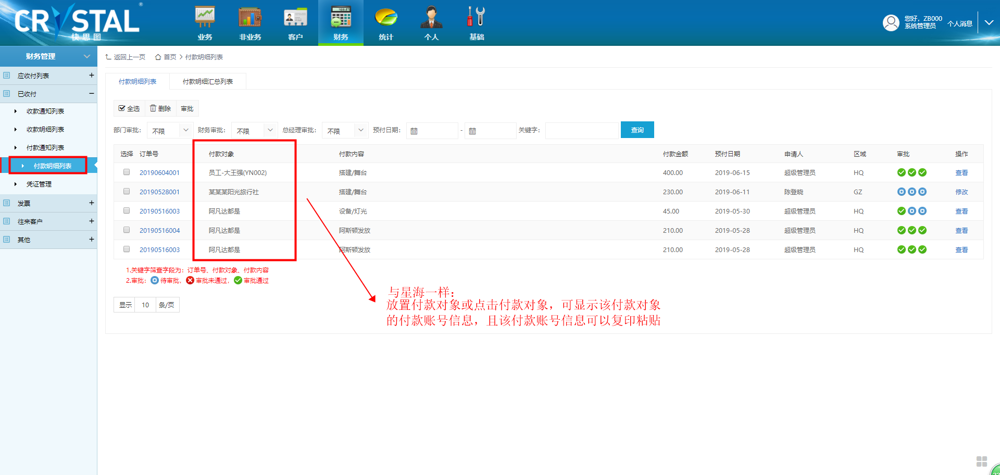 CRYSTAL ®
快思图
业务 非业务 客户 财务 统计 个人 基础
您好，ZB000
系统管理员
个人消息
财务管理
应收付列表 +
已收付 −
收款通知列表
收款明细列表
付款通知列表
付款明细列表
凭证管理
发票 +
往来客户 +
其他 +
返回上一页 首页 > 付款明细列表
付款明细列表 付款明细汇总列表
全选 删除 审批
部门审批： 不限 财务审批： 不限 总经理审批： 不限 预付日期： - 关键字： 查询
选择 订单号 付款对象 付款内容 付款金额 预付日期 申请人 区域 审批 操作
20190604001 员工-大王强(YN002) 搭建/舞台 400.00 2019-06-15 超级管理员 HQ 查看
20190528001 某某某阳光旅行社 搭建/舞台 230.00 2019-06-11 陈登晓 GZ 修改
20190516003 阿凡达都是 设备/灯光 45.00 2019-05-30 超级管理员 HQ 查看
20190516004 阿凡达都是 阿斯顿发放 210.00 2019-05-28 超级管理员 HQ 查看
20190516003 阿凡达都是 阿斯顿发放 210.00 2019-05-28 超级管理员 HQ 查看
1.关键字筛查字段为：订单号、付款对象、付款内容
2.审批： 待审批， 审批未通过， 审批通过
显示 10 条/页
与星海一样：
放置付款对象或点击付款对象，可显示该付款对象
的付款账号信息，且该付款账号信息可以复印粘贴